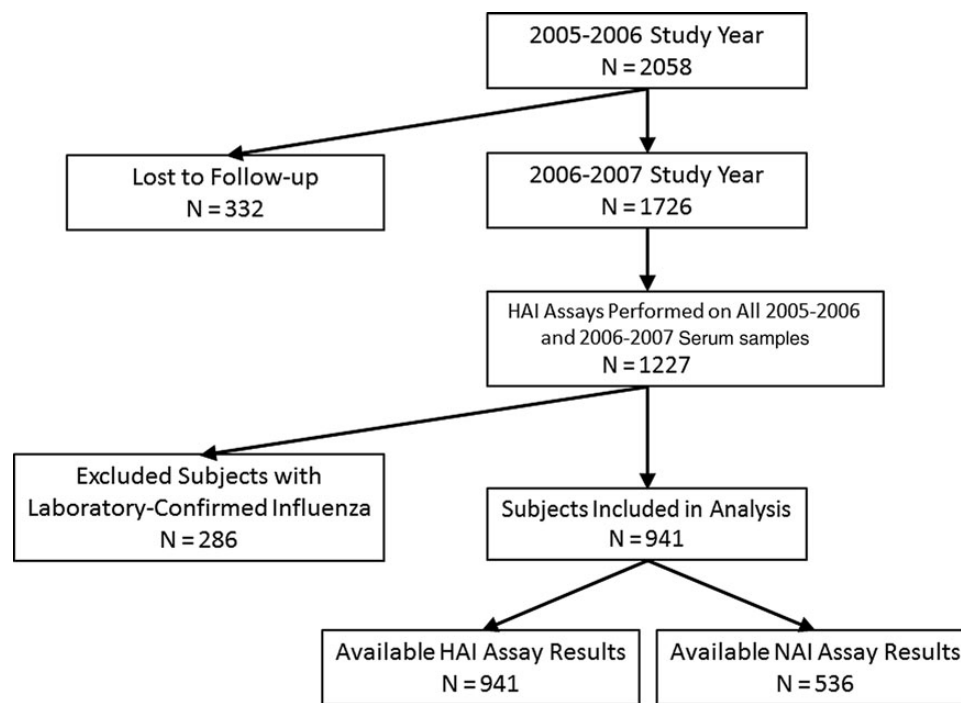 2005-2006 Study Year
N = 2058
Lost to Follow-up
N = 332
2006-2007 Study Year
N = 1726
HAI Assays Performed on All 2005-2006
and 2006-2007 Serum samples
N = 1227
Excluded Subjects with
Laboratory-Confirmed Influenza
N = 286
Subjects Included in Analysis
N = 941
Available HAI Assay Results
N = 941
Available NAI Assay Results
N = 536